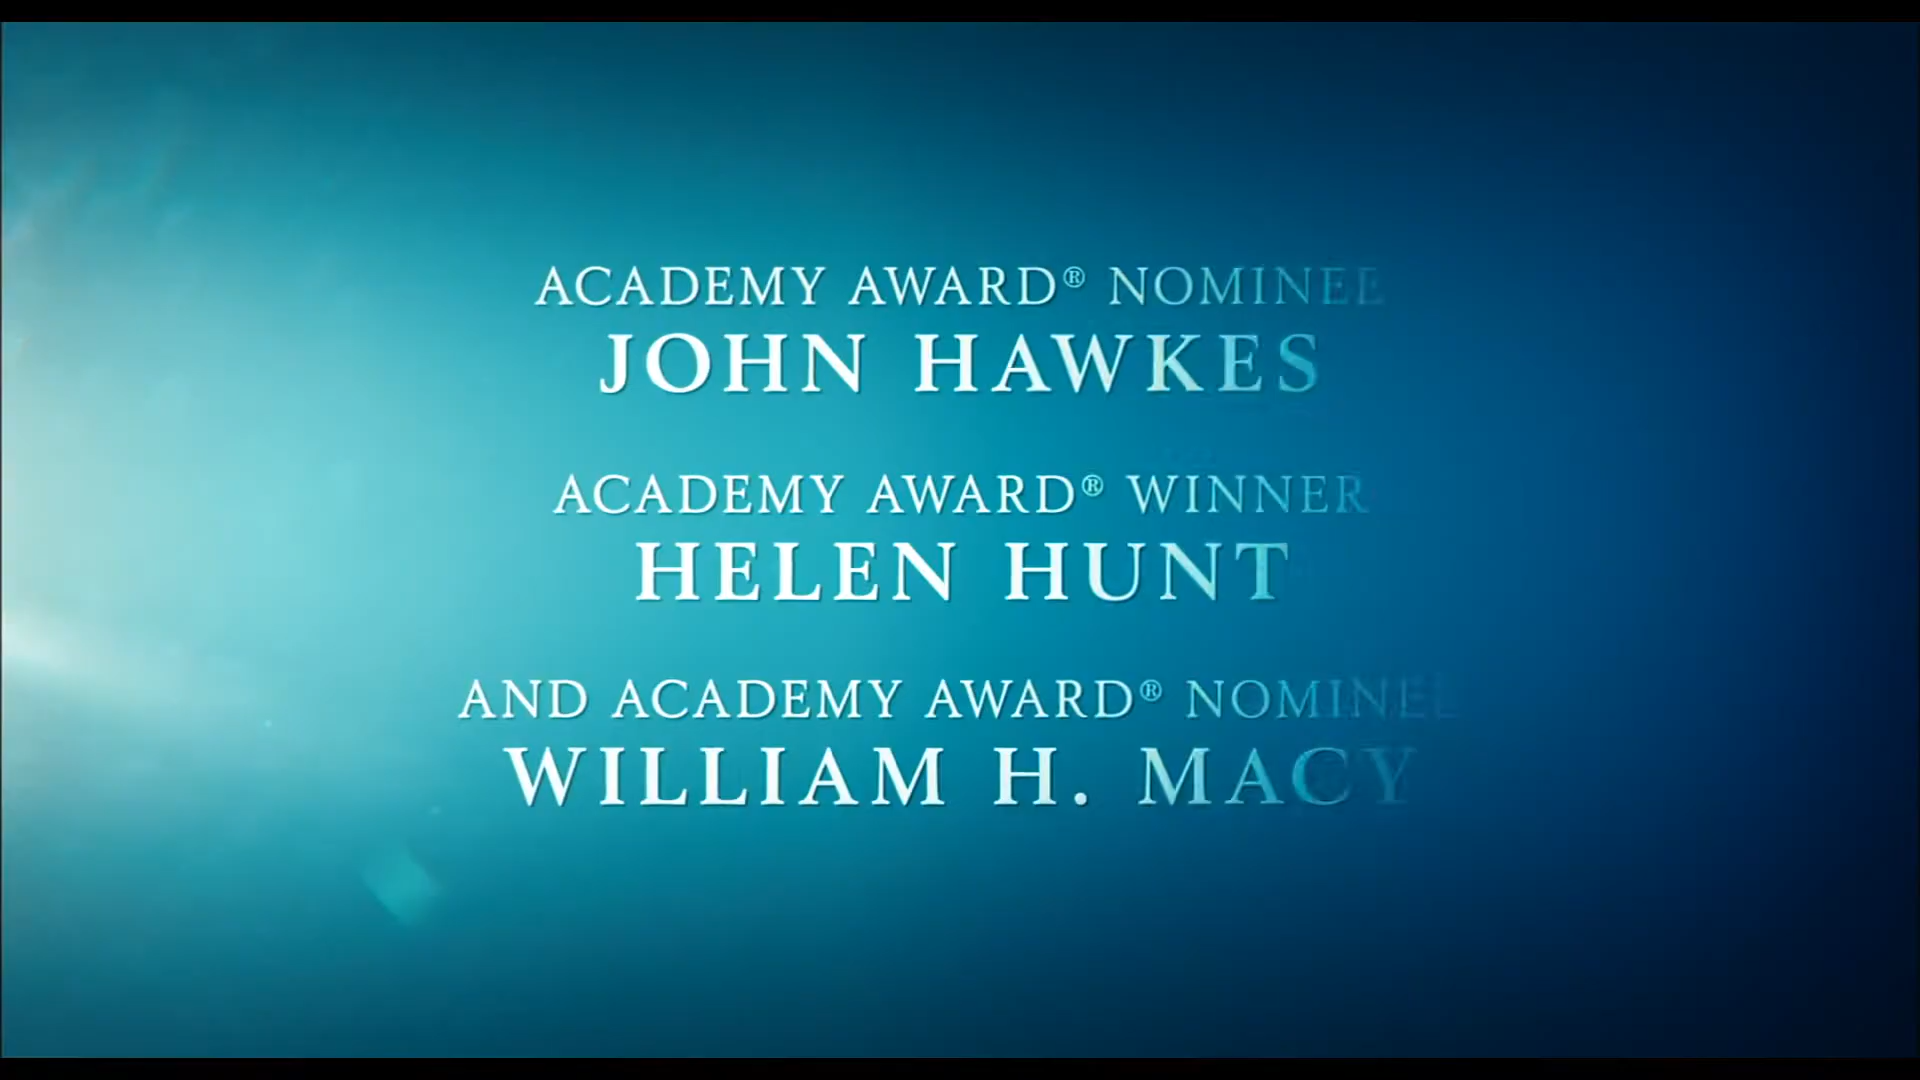 ACADEMY AWARD® NOMINEE
JOHN HAWKES
ACADEMY AWARD® WINNER
HELEN HUNT
AND ACADEMY AWARD® NOMINEE
WILLIAM H. MACY